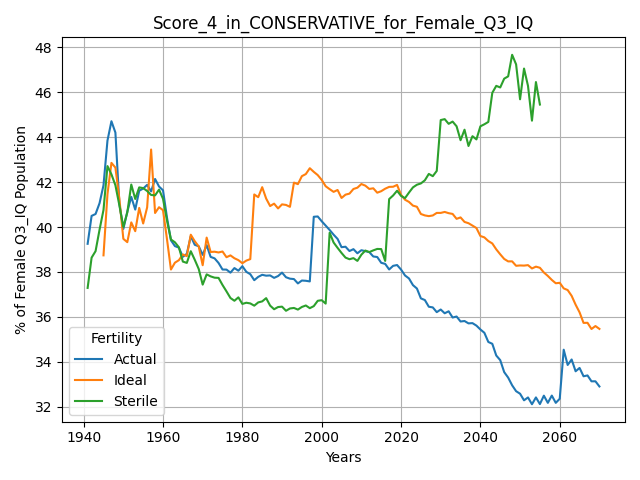 Score_4_in_CONSERVATIVE_for_Female_Q3_IQ
% of Female Q3_IQ Population
48
46
44
42
40
38
36
34
32
Fertility
Actual
Ideal
Sterile
1940
1960
1980
2000
2020
2040
2060
Years